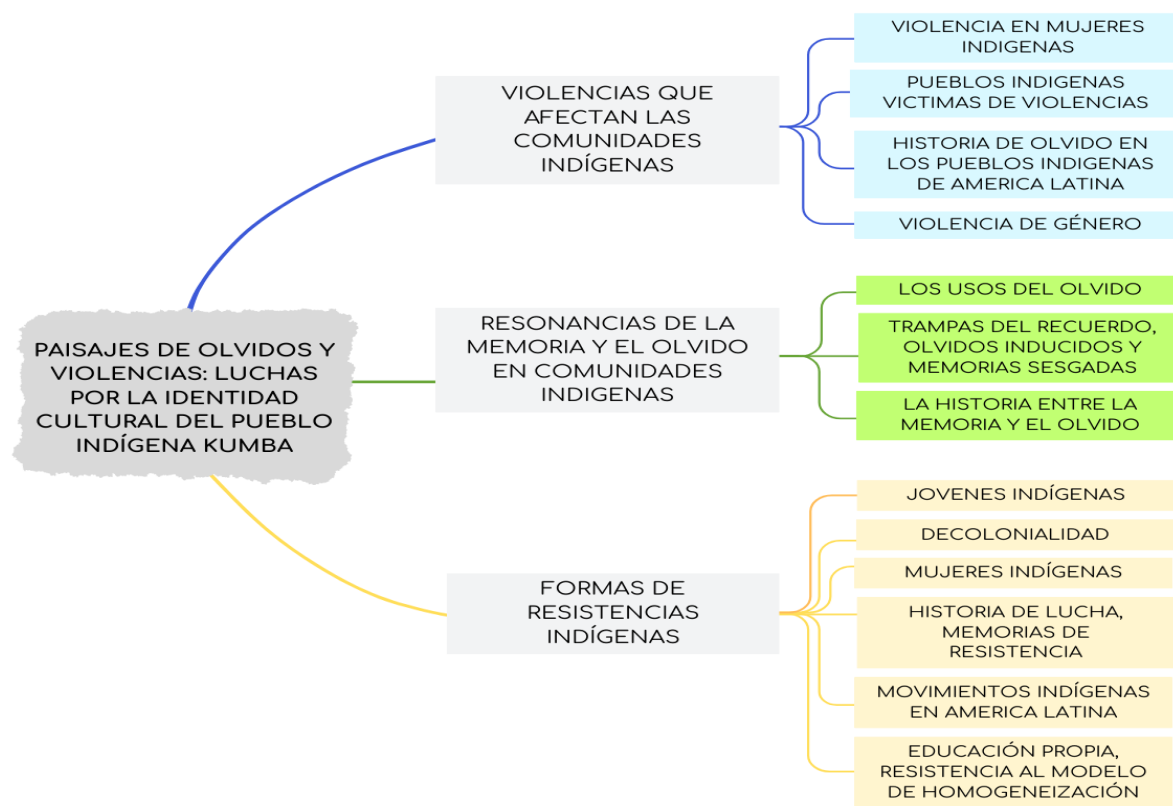 PAISAJES DE OLVIDOS Y
VIOLENCIAS: LUCHAS
POR LA IDENTIDAD
CULTURAL DEL PUEBLO
INDÍGENA KUMBA
VIOLENCIAS QUE
AFECTAN LAS
COMUNIDADES
INDÍGENAS
VIOLENCIA EN MUJERES
INDIGENAS
PUEBLOS INDIGENAS
VICTIMAS DE VIOLENCIAS
HISTORIA DE OLVIDO EN
LOS PUEBLOS INDIGENAS
DE AMERICA LATINA
VIOLENCIA DE GÉNERO
RESONANCIAS DE LA
MEMORIA Y EL OLVIDO
EN COMUNIDADES
INDIGENAS
LOS USOS DEL OLVIDO
TRAMPAS DEL RECUERDO,
OLVIDOS INDUCIDOS Y
MEMORIAS SESGADAS
LA HISTORIA ENTRE LA
MEMORIA Y EL OLVIDO
FORMAS DE
RESISTENCIAS
INDÍGENAS
JOVENES INDÍGENAS
DECOLONIALIDAD
MUJERES INDÍGENAS
HISTORIA DE LUCHA,
MEMORIAS DE
RESISTENCIA
MOVIMIENTOS INDÍGENAS
EN AMERICA LATINA
EDUCACIÓN PROPIA,
RESISTENCIA AL MODELO
DE HOMOGENEIZACIÓN